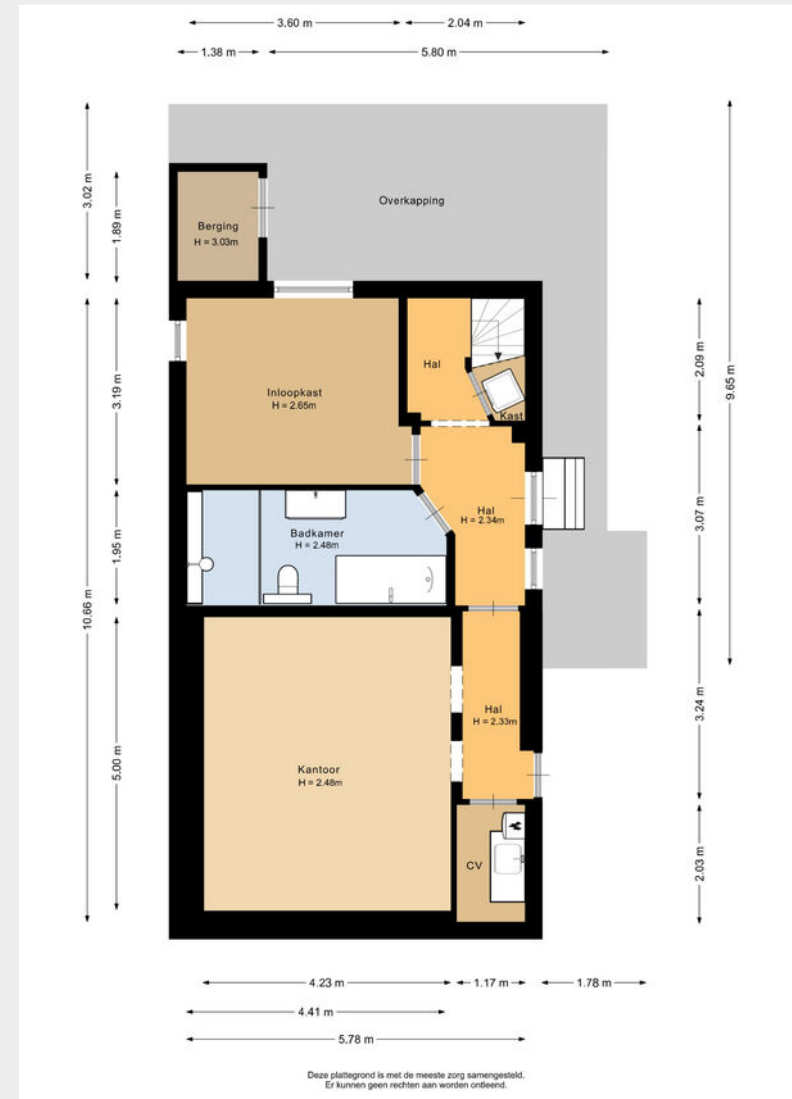 3.60 m
2.04 m
1.38 m
5.80 m
3.02 m
1.89 m
Overkapping
Berging
H = 3.03m
9.65 m
2.09 m
3.19 m
Hal
Inloopkast
H = 2.65m
Kast
3.07 m
1.95 m
Hal
H = 2.34m
Badkamer
H = 2.48m
10.66 m
3.24 m
Hal
H = 2.33m
5.00 m
Kantoor
H = 2.48m
CV
2.03 m
4.23 m
1.17 m
1.78 m
4.41 m
5.78 m
Deze plattegrond is met de meeste zorg samengesteld.
Er kunnen geen rechten aan worden ontleend.